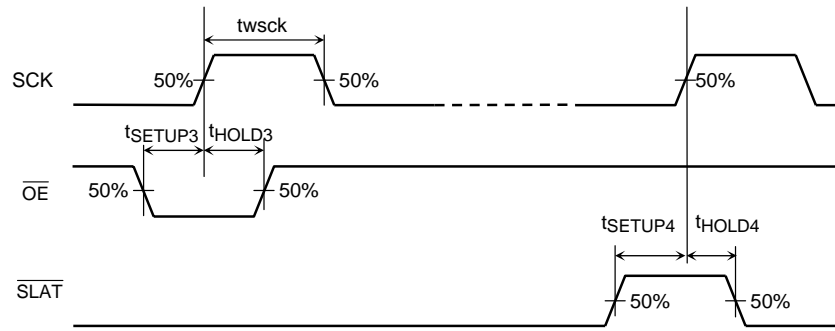 twsck
SCK
50%
50%
50%
tSETUP3
tHOLD3
OE
50%
50%
tSETUP4
tHOLD4
SLAT
50%
50%